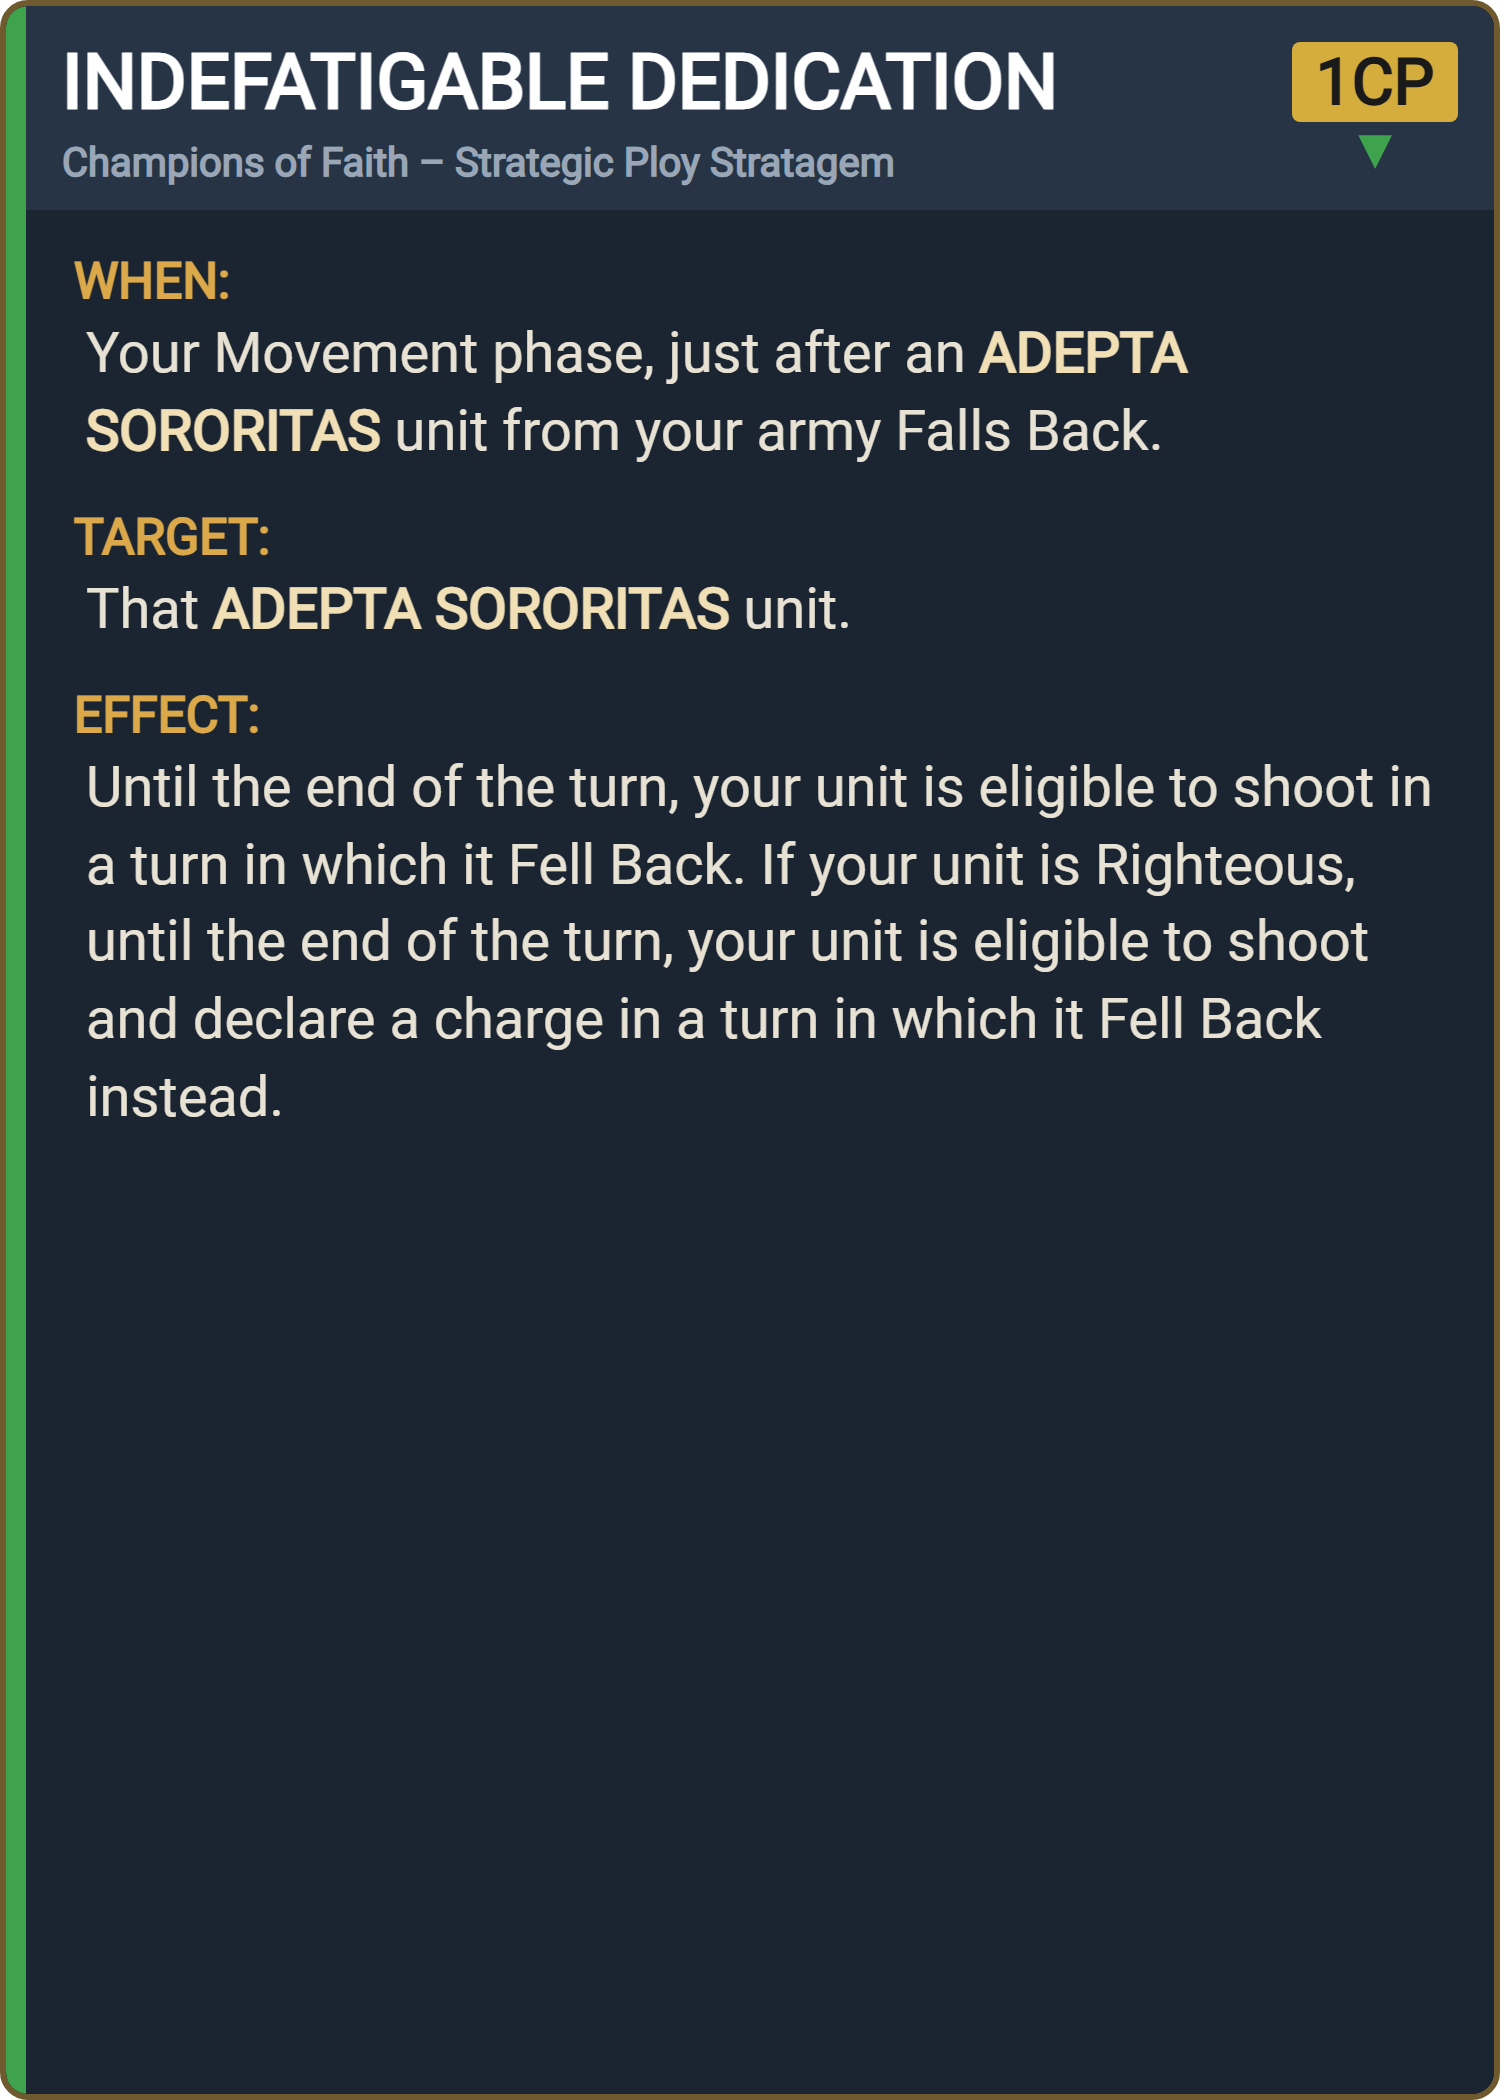 INDEFATIGABLE DEDICATION
1CP
Champions of Faith – Strategic Ploy Stratagem
WHEN:
Your Movement phase, just after an ADEPTA
SORORITAS unit from your army Falls Back.
TARGET:
That ADEPTA SORORITAS unit.
EFFECT:
Until the end of the turn, your unit is eligible to shoot in
a turn in which it Fell Back. If your unit is Righteous,
until the end of the turn, your unit is eligible to shoot
and declare a charge in a turn in which it Fell Back
instead.